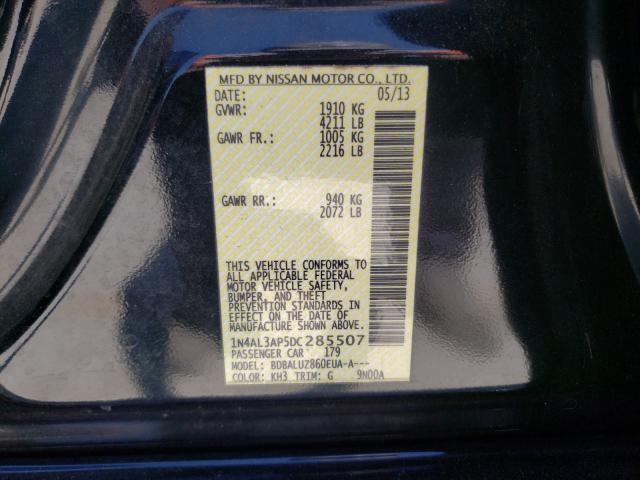 MFD BY NISSAN MOTOR CO., LTD.
DATE: 05/13
GVWR: 1910 KG
4211 LB
GAWR FR.: 1005 KG
2216 LB
GAWR RR.: 940 KG
2072 LB
THIS VEHICLE CONFORMS TO
ALL APPLICABLE FEDERAL
MOTOR VEHICLE SAFETY,
BUMPER, AND THEFT
PREVENTION STANDARDS IN
EFFECT ON THE DATE OF
MANUFACTURE SHOWN ABOVE.
1N4AL3AP5DC285507
PASSENGER CAR 179
MODEL: BDBALUZ860EUA-A---
COLOR: KH3 TRIM: G 9N00A